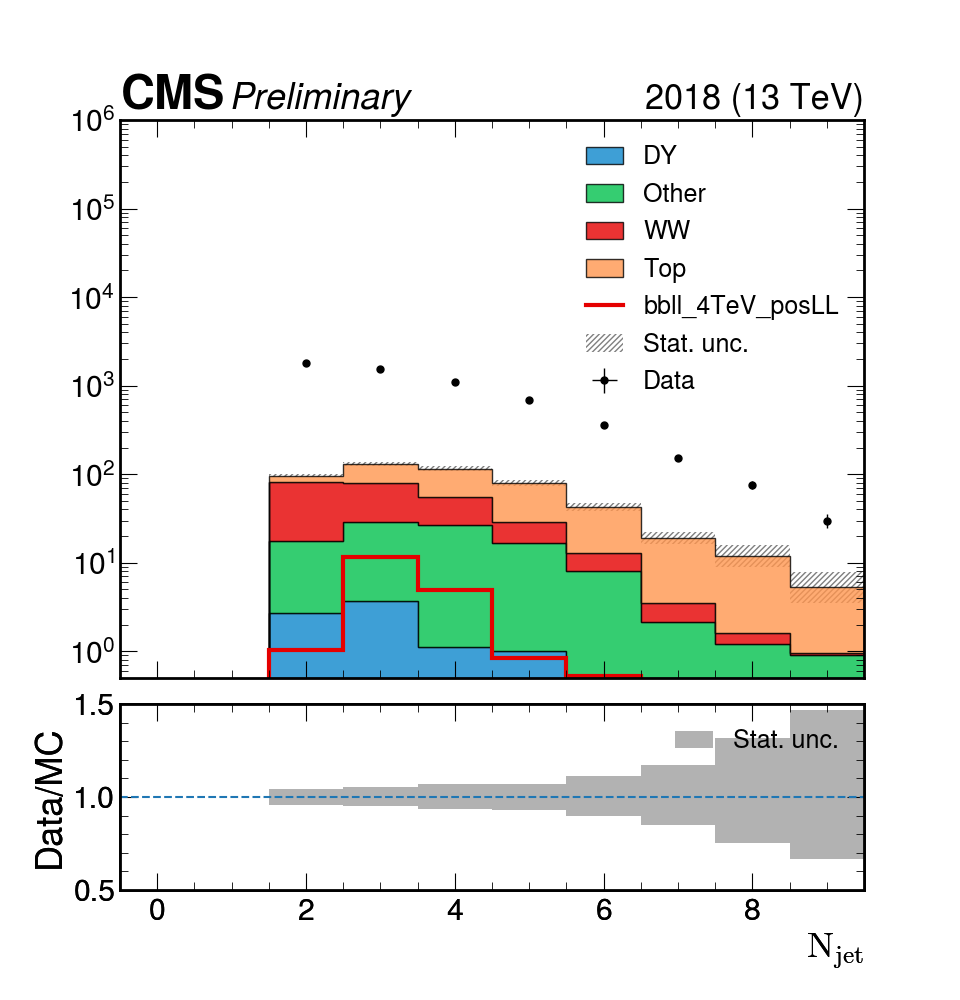 CMS Preliminary 2018 (13 TeV)
10^6
10^5
10^4
10^3
10^2
10^1
10^0
DY
Other
WW
Top
bbll_4TeV_posLL
Stat. unc.
Data
Data/MC
1.5
1.0
0.5
Stat. unc.
0 2 4 6 8
N_jet